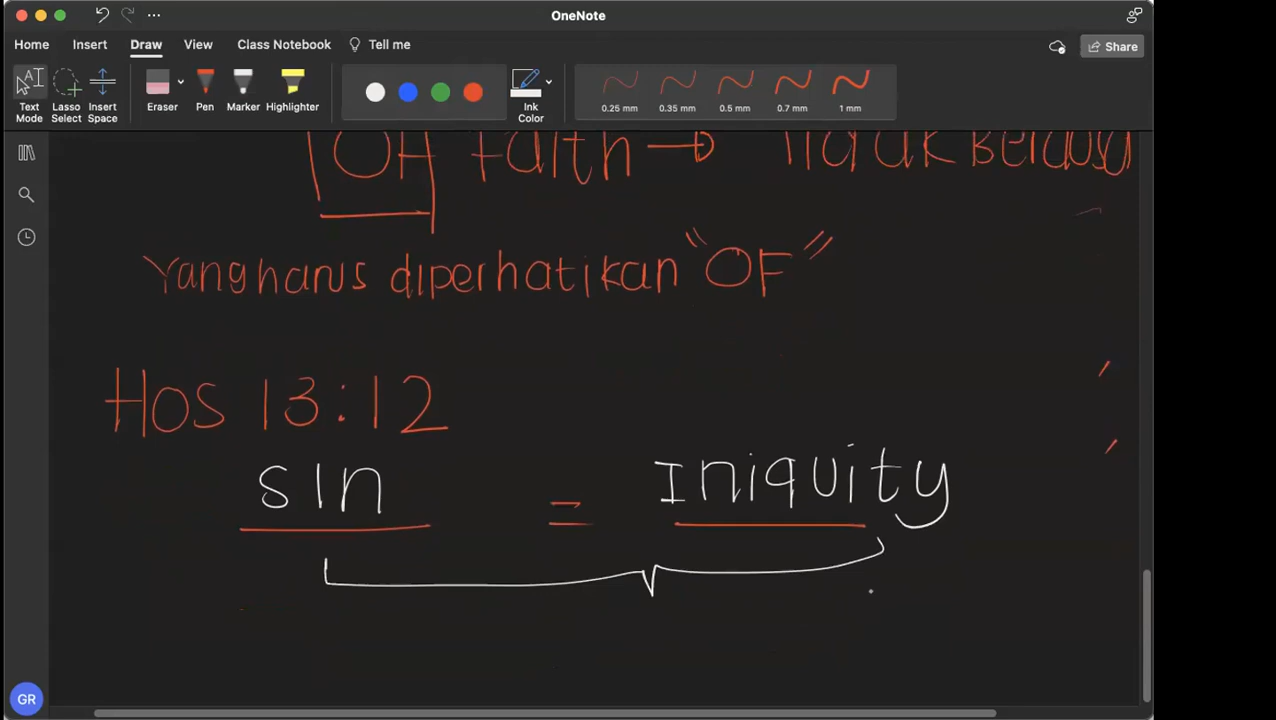 OneNote
Home Insert Draw View Class Notebook Tell me Share
Text Mode Lasso Select Insert Space Eraser Pen Marker Highlighter Ink Color 0.25 mm 0.35 mm 0.5 mm 0.7 mm 1 mm
OF faith → Tidak Berdosa
Yang harus diperhatikan "OF"
HOS 13:12
sin = Iniquity
GR